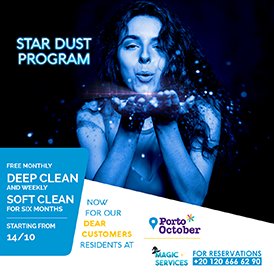 STAR DUST
PROGRAM
FREE MONTHLY
DEEP CLEAN
AND WEEKLY
SOFT CLEAN
FOR SIX MONTHS
STARTING FROM
14/10
NOW
FOR OUR
DEAR
CUSTOMERS
RESIDENTS AT
Porto
October
MAGIC
SERVICES
FOR RESERVATIONS
+20 120 666 62 90